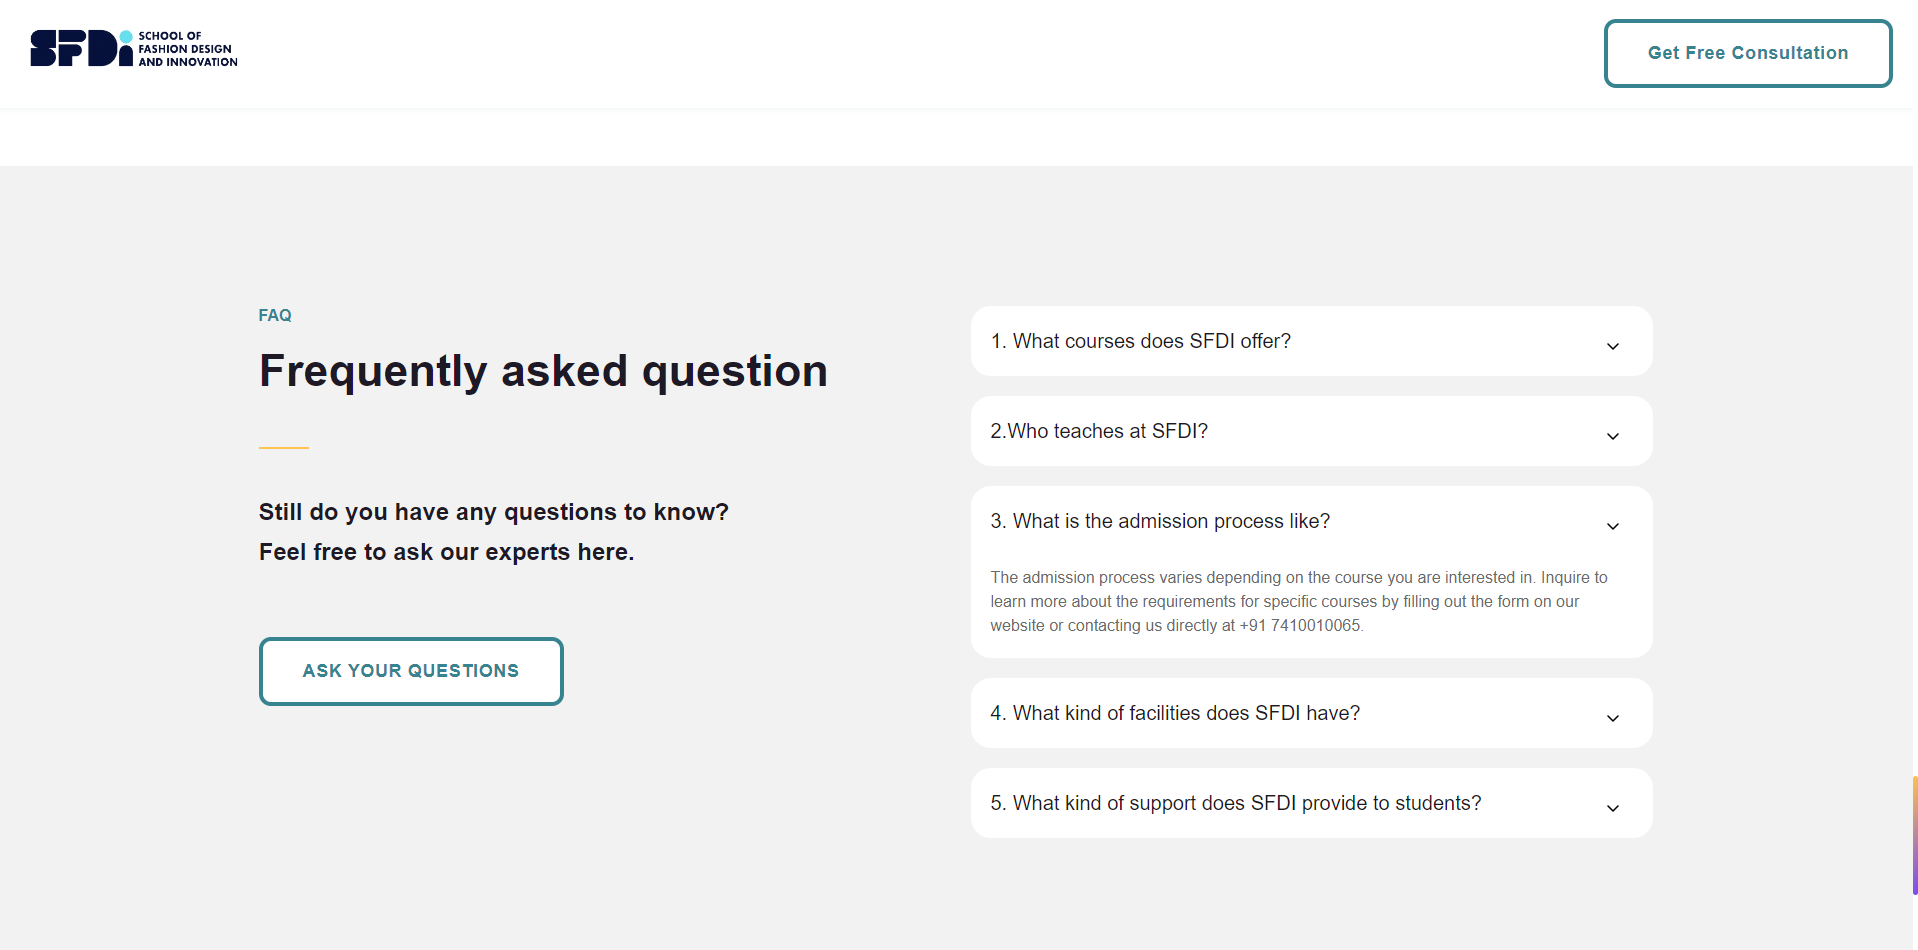 SFDi
SCHOOL OF
FASHION DESIGN
AND INNOVATION
Get Free Consultation
FAQ
Frequently asked question
Still do you have any questions to know?
Feel free to ask our experts here.
ASK YOUR QUESTIONS
1. What courses does SFDI offer?
2.Who teaches at SFDI?
3. What is the admission process like?
The admission process varies depending on the course you are interested in. Inquire to
learn more about the requirements for specific courses by filling out the form on our
website or contacting us directly at +91 7410010065.
4. What kind of facilities does SFDI have?
5. What kind of support does SFDI provide to students?